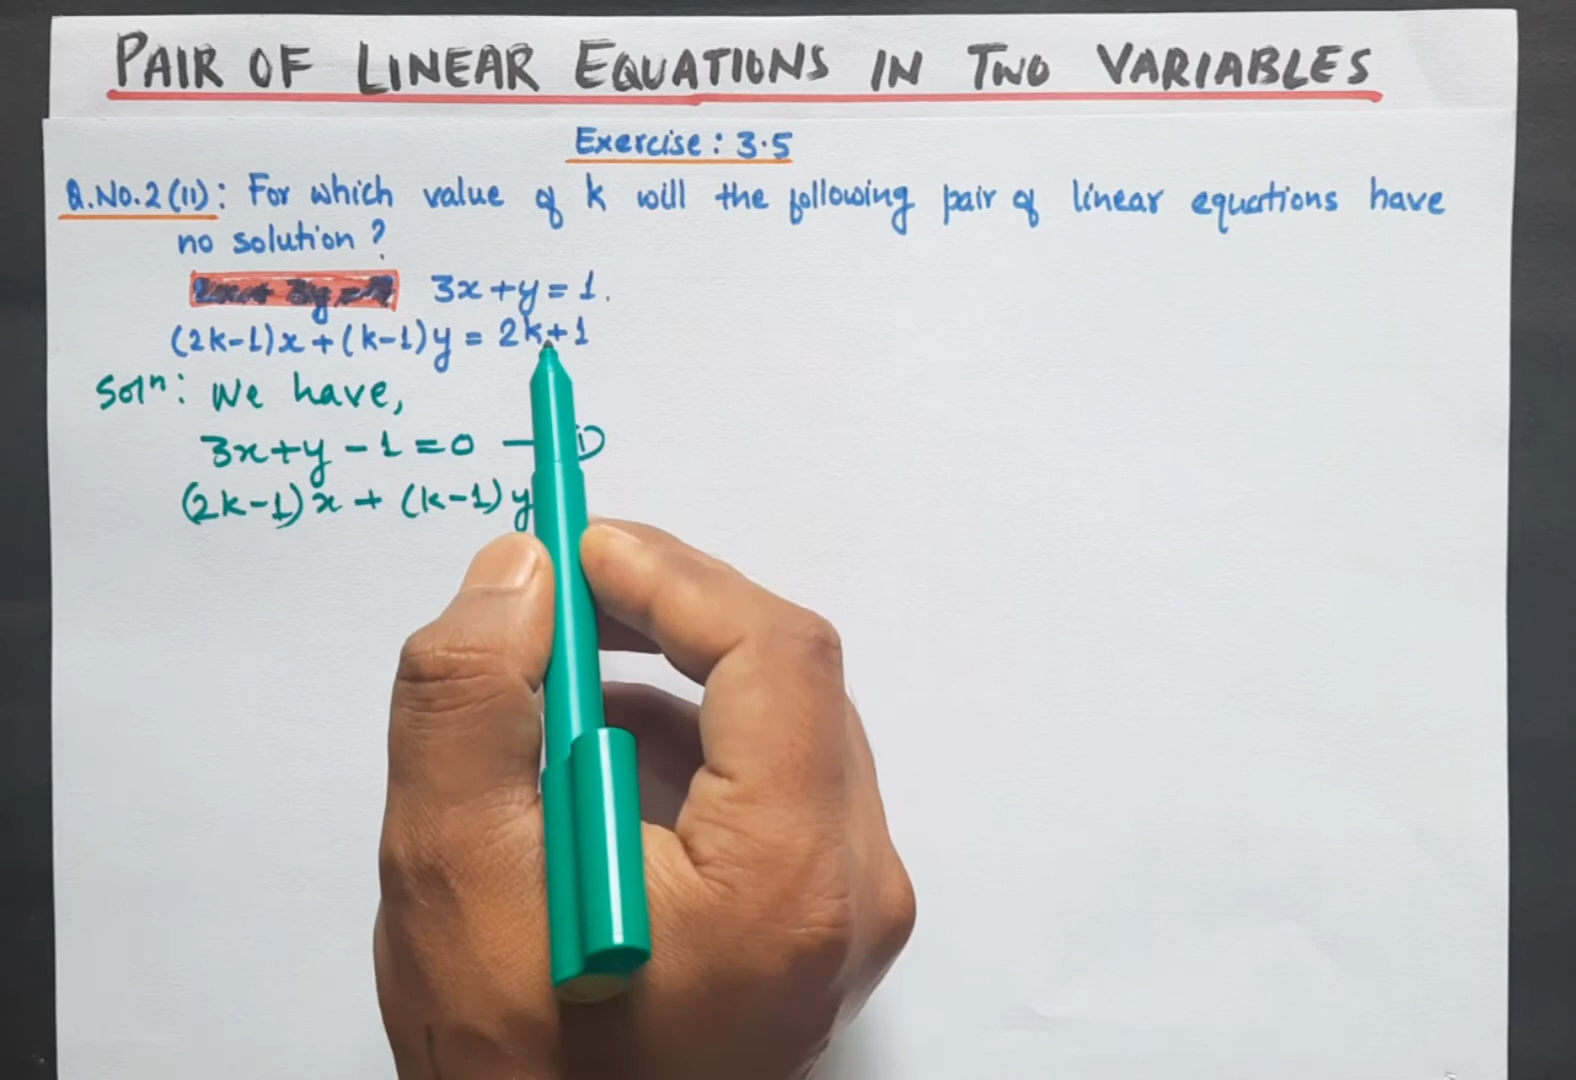 PAIR OF LINEAR EQUATIONS IN TWO VARIABLES
Exercise: 3.5
Q.No.2(II): For which value of k will the following pair of linear equations have
no solution?
3x+y=1.
(2k-1)x+(k-1)y=2k+1
Solⁿ: We have,
3x+y-1=0 — (i)
(2k-1)x+(k-1)y